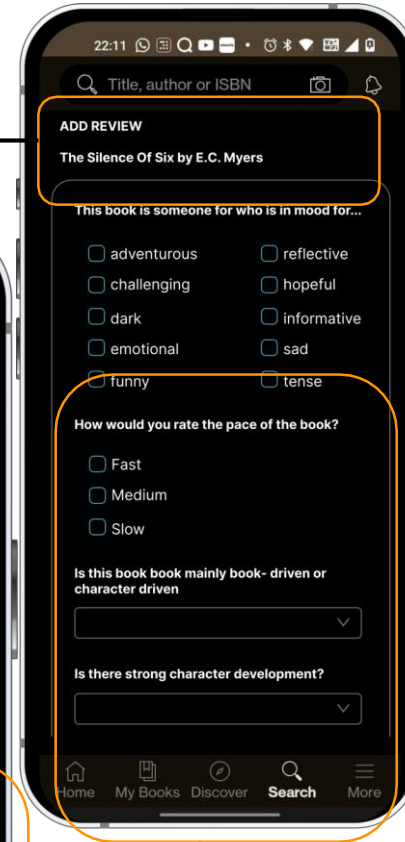 22:11
Title, author or ISBN
ADD REVIEW
The Silence Of Six by E.C. Myers
This book is someone for who is in mood for...
adventurous
reflective
challenging
hopeful
dark
informative
emotional
sad
funny
tense
How would you rate the pace of the book?
Fast
Medium
Slow
Is this book book mainly book- driven or
character driven
Is there strong character development?
Home My Books Discover Search More